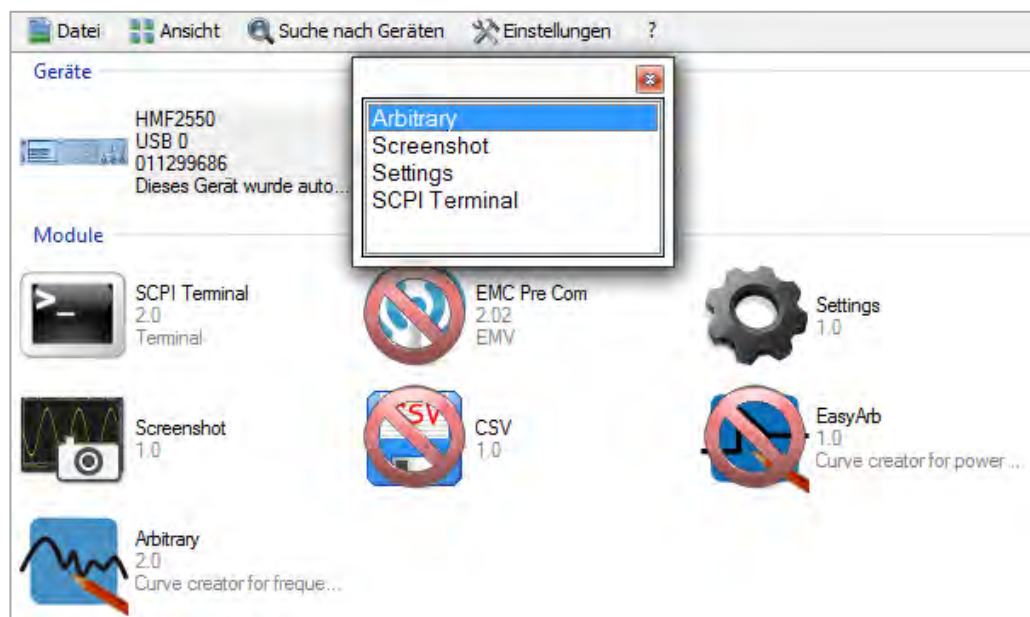 Datei Ansicht Suche nach Geräten Einstellungen ?
Geräte
HMF2550
USB 0
011299686
Dieses Gerät wurde auto...
Arbitrary
Screenshot
Settings
SCPI Terminal
Module
SCPI Terminal
2.0
Terminal
EMC Pre Com
2.02
EMV
Settings
1.0
Screenshot
1.0
CSV
CSV
1.0
EasyArb
1.0
Curve creator for power ...
Arbitrary
2.0
Curve creator for freque...